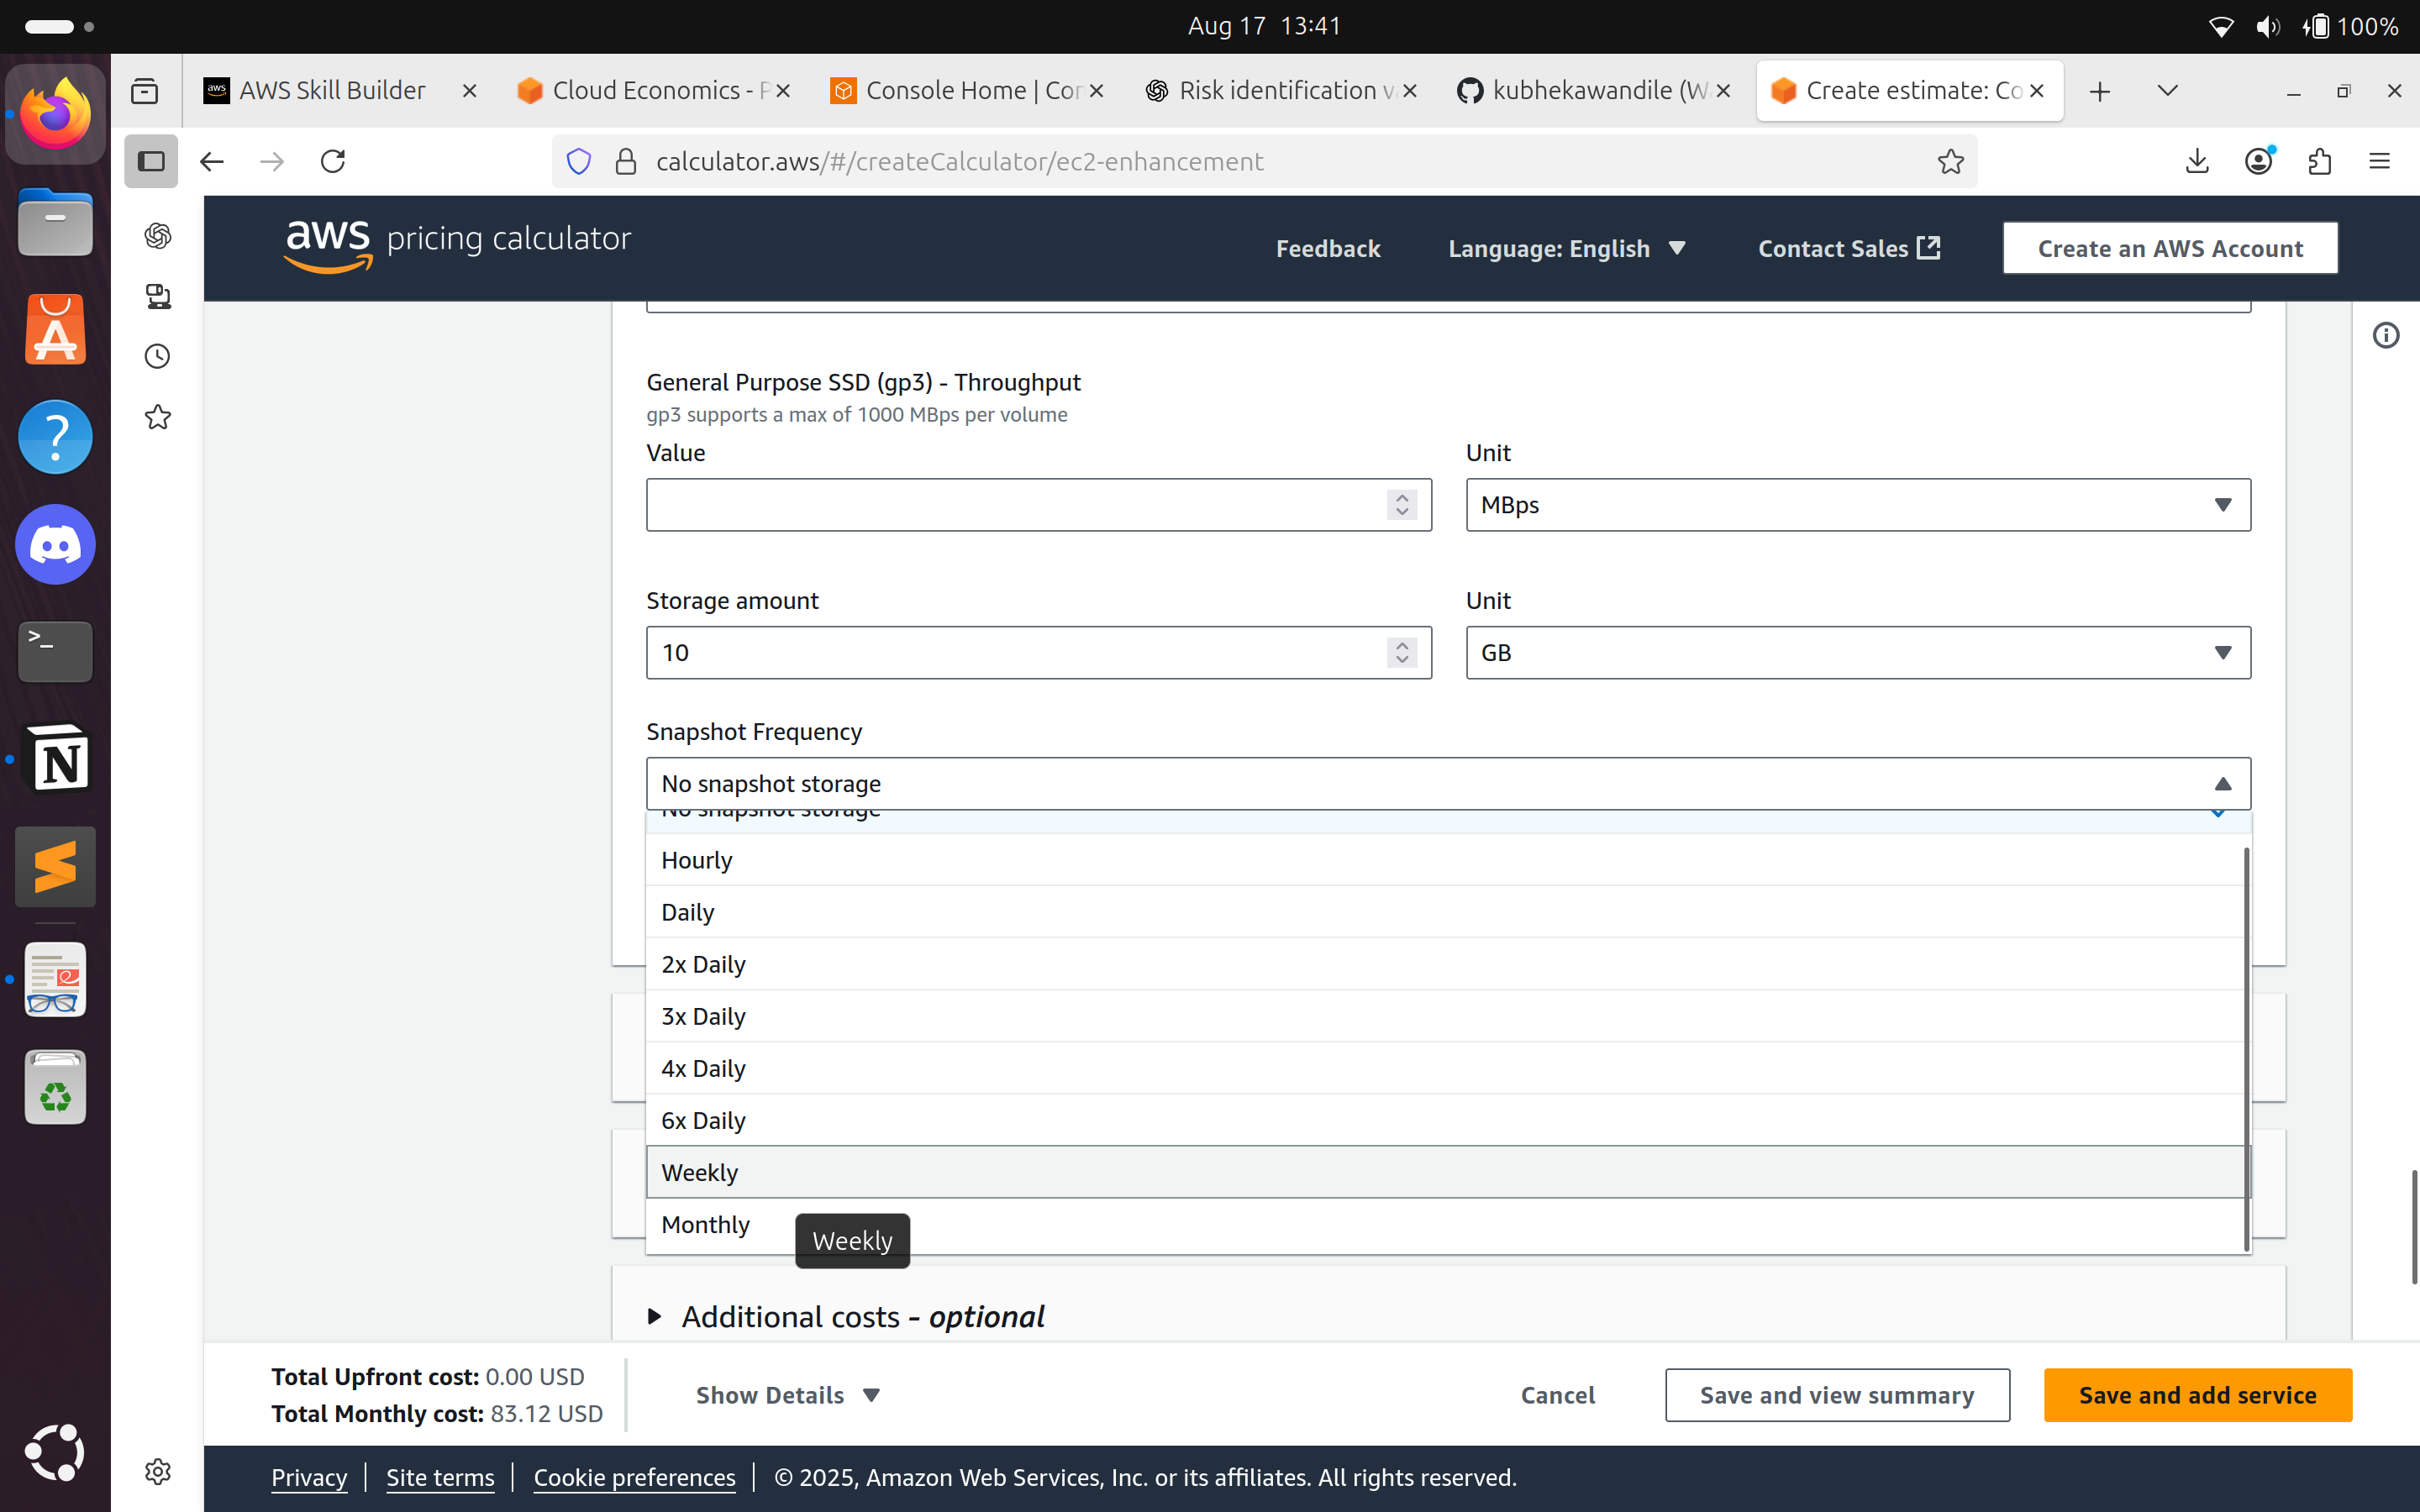 Aug 17 13:41
100%
aws AWS Skill Builder
Cloud Economics - P
Console Home | Con
Risk identification v
kubhekawandile (W
Create estimate: Co
calculator.aws/#/createCalculator/ec2-enhancement
aws pricing calculator
Feedback
Language: English
Contact Sales
Create an AWS Account
General Purpose SSD (gp3) - Throughput
gp3 supports a max of 1000 MBps per volume
Value
Unit
MBps
Storage amount
Unit
10
GB
Snapshot Frequency
No snapshot storage
No snapshot storage
Hourly
Daily
2x Daily
3x Daily
4x Daily
6x Daily
Weekly
Monthly
Weekly
Additional costs - optional
Total Upfront cost: 0.00 USD
Total Monthly cost: 83.12 USD
Show Details
Cancel
Save and view summary
Save and add service
Privacy
Site terms
Cookie preferences
© 2025, Amazon Web Services, Inc. or its affiliates. All rights reserved.